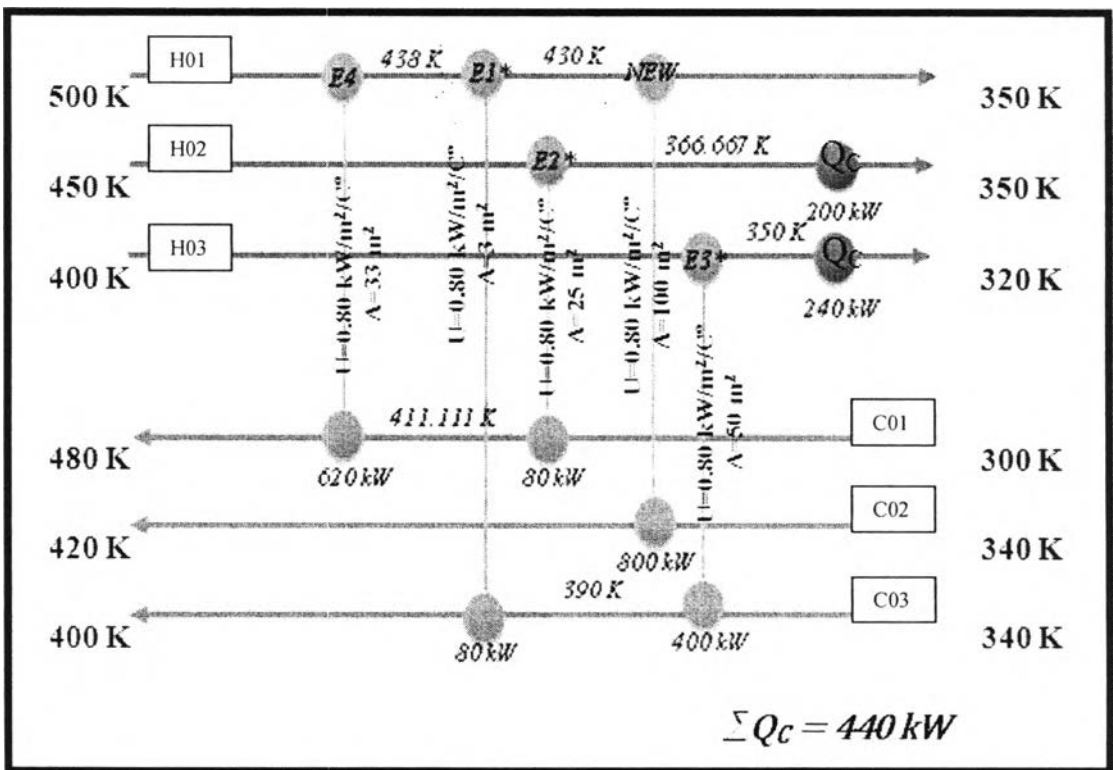 H01
438 K
430 K
E4
E1*
NEW
500 K
350 K
H02
366.667 K
E2*
QC
450 K
350 K
200 kW
H03
350 K
E3*
QC
400 K
320 K
240 kW
U=0.80 kW/m²/C°
A=33 m²
U=0.80 kW/m²/C°
A=3 m²
U=0.80 kW/m²/C°
A=25 m²
U=0.80 kW/m²/C°
A=100 m²
U=0.80 kW/m²/C°
A=50 m²
411.111 K
C01
480 K
300 K
620 kW
80 kW
C02
420 K
340 K
800 kW
390 K
C03
400 K
340 K
80 kW
400 kW
∑QC = 440 kW